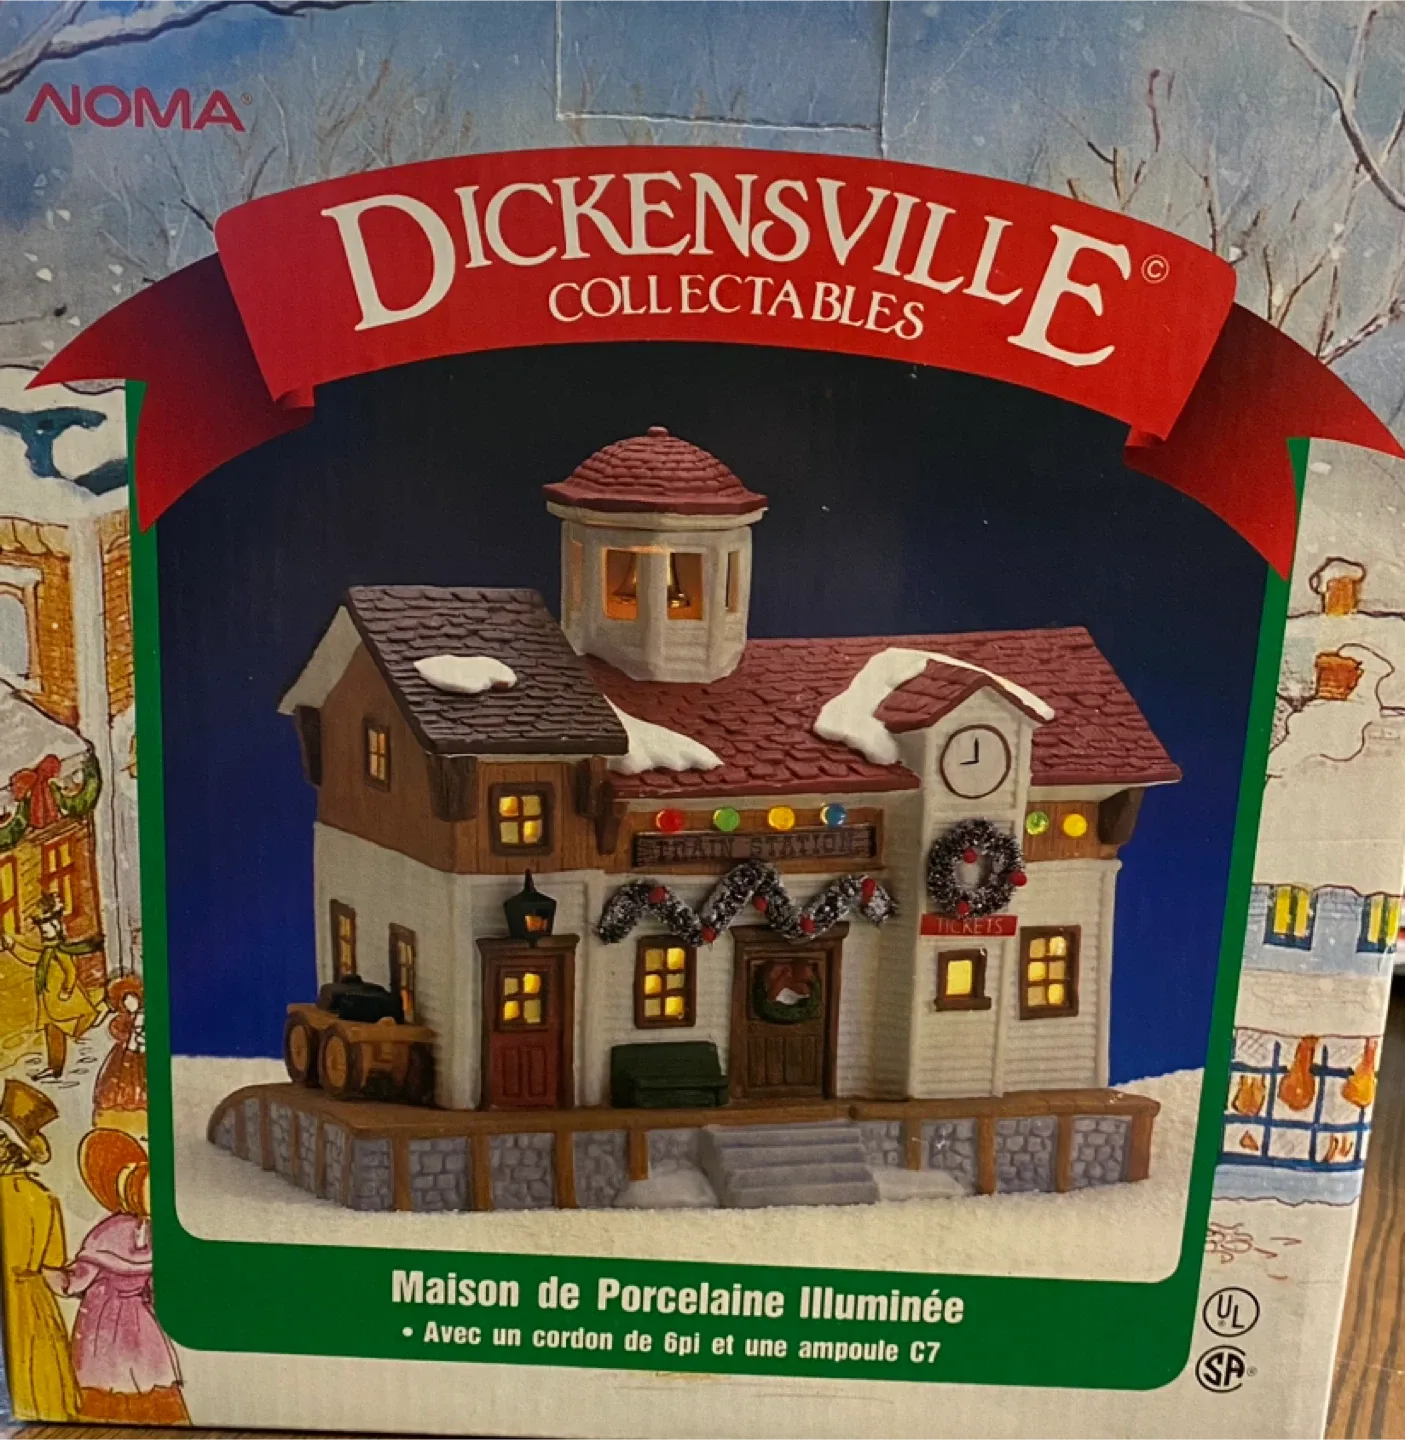 NOMA®
DICKENSVILLE©
COLLECTABLES
TRAIN STATION
TICKETS
Maison de Porcelaine Illuminée
• Avec un cordon de 6pi et une ampoule C7
UL
SA